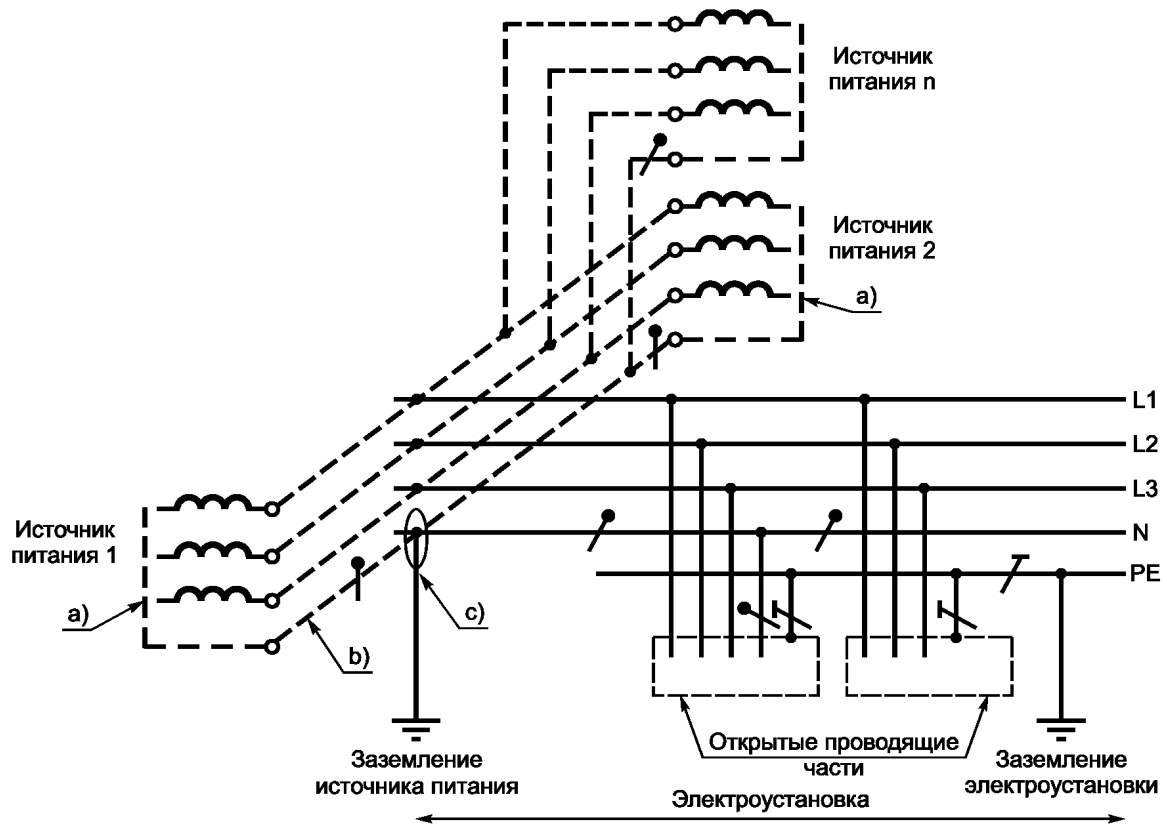 Источник
питания n
Источник
питания 2
a)
L1
L2
L3
N
PE
Источник
питания 1
a)
b)
c)
Открытые проводящие
части
Заземление
источника питания
Заземление
электроустановки
Электроустановка